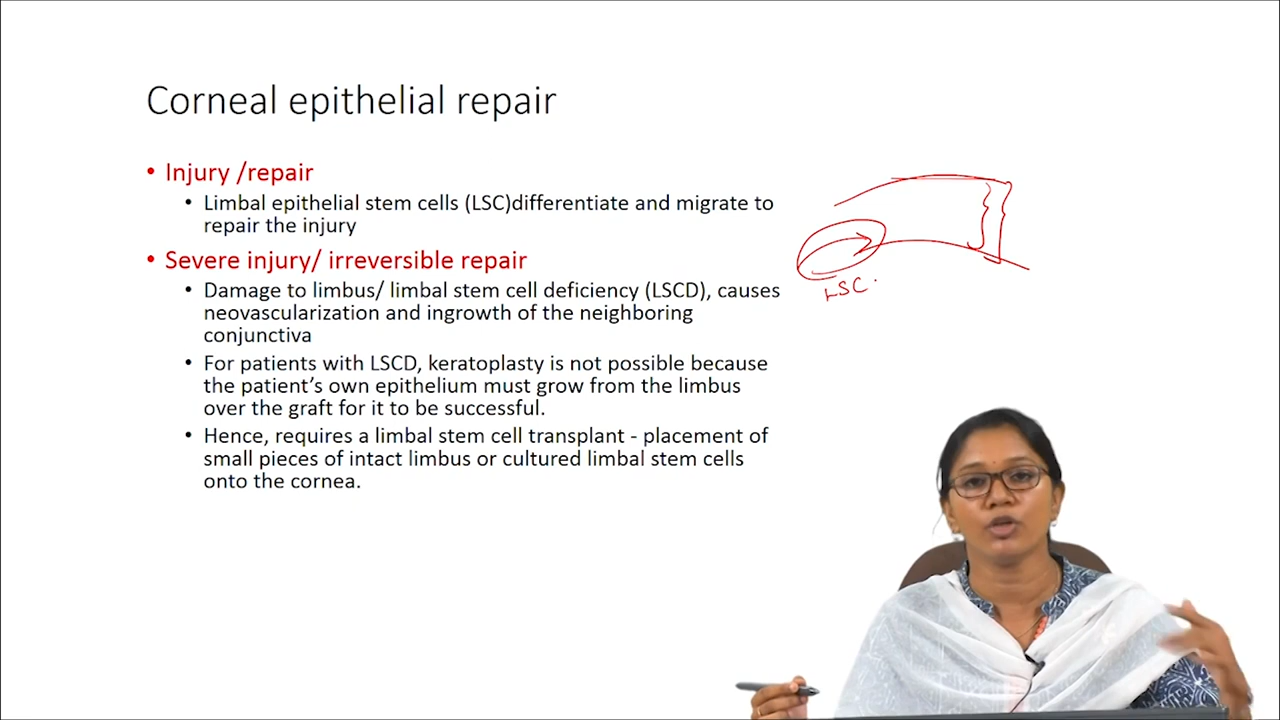 Corneal epithelial repair
• Injury /repair
• Limbal epithelial stem cells (LSC)differentiate and migrate to
repair the injury
• Severe injury/ irreversible repair
• Damage to limbus/ limbal stem cell deficiency (LSCD), causes
neovascularization and ingrowth of the neighboring
conjunctiva
• For patients with LSCD, keratoplasty is not possible because
the patient's own epithelium must grow from the limbus
over the graft for it to be successful.
• Hence, requires a limbal stem cell transplant - placement of
small pieces of intact limbus or cultured limbal stem cells
onto the cornea.
LSC.